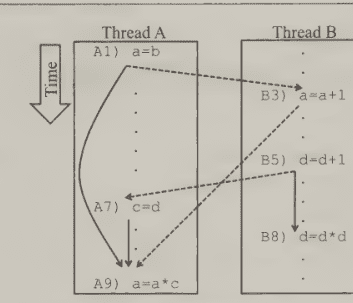 Thread A
Thread B
Time
A1) a=b
B3) a=a+1
B5) d=d+1
A7) c=d
B8) d=d*d
A9) a=a*c